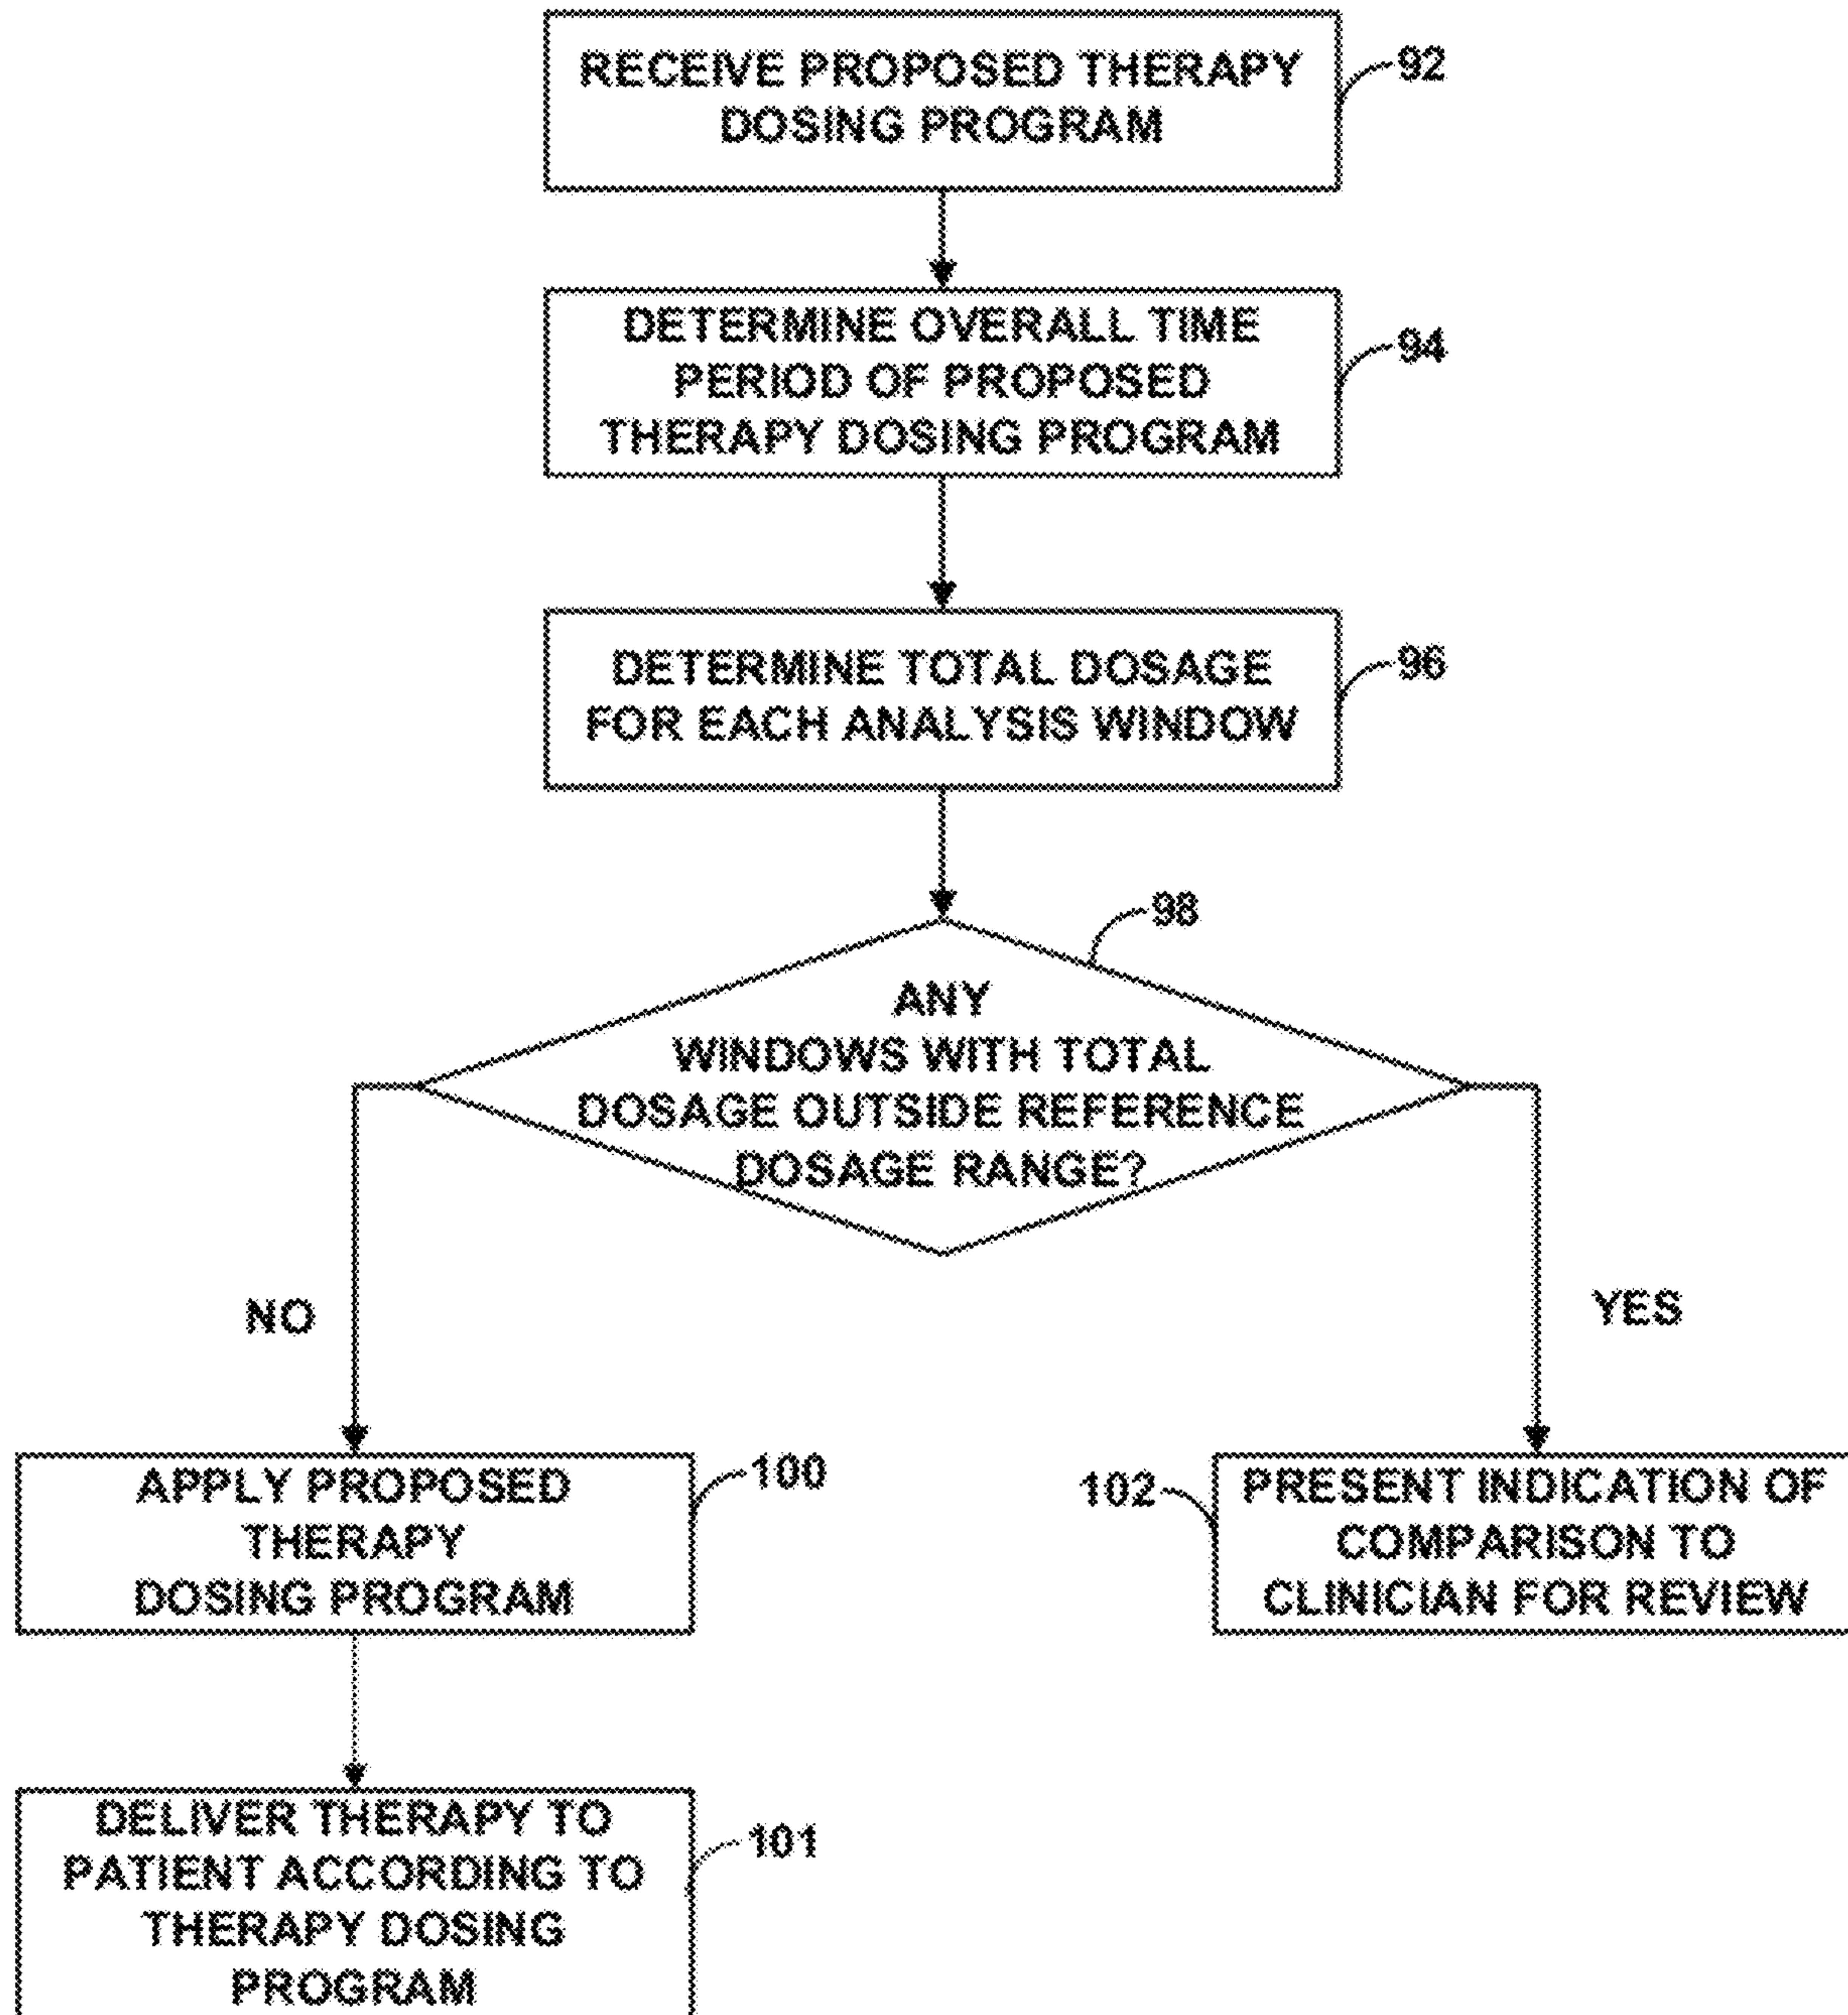 RECEIVE PROPOSED THERAPY
DOSING PROGRAM
92
DETERMINE OVERALL TIME
PERIOD OF PROPOSED
THERAPY DOSING PROGRAM
94
DETERMINE TOTAL DOSAGE
FOR EACH ANALYSIS WINDOW
96
98
ANY
WINDOWS WITH TOTAL
DOSAGE OUTSIDE REFERENCE
DOSAGE RANGE?
NO
YES
APPLY PROPOSED
THERAPY
DOSING PROGRAM
100
102
PRESENT INDICATION OF
COMPARISON TO
CLINICIAN FOR REVIEW
DELIVER THERAPY TO
PATIENT ACCORDING TO
THERAPY DOSING
PROGRAM
101